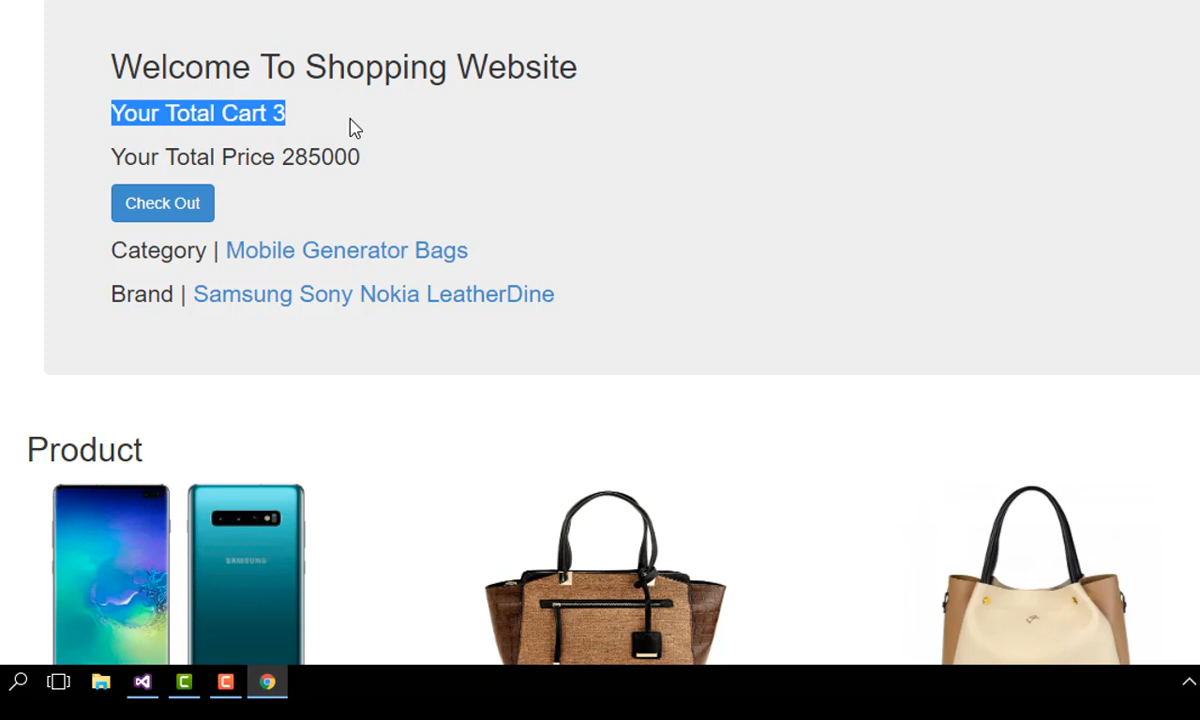 Welcome To Shopping Website
Your Total Cart 3
Your Total Price 285000
Check Out
Category | Mobile Generator Bags
Brand | Samsung Sony Nokia LeatherDine
Product
SAMSUNG